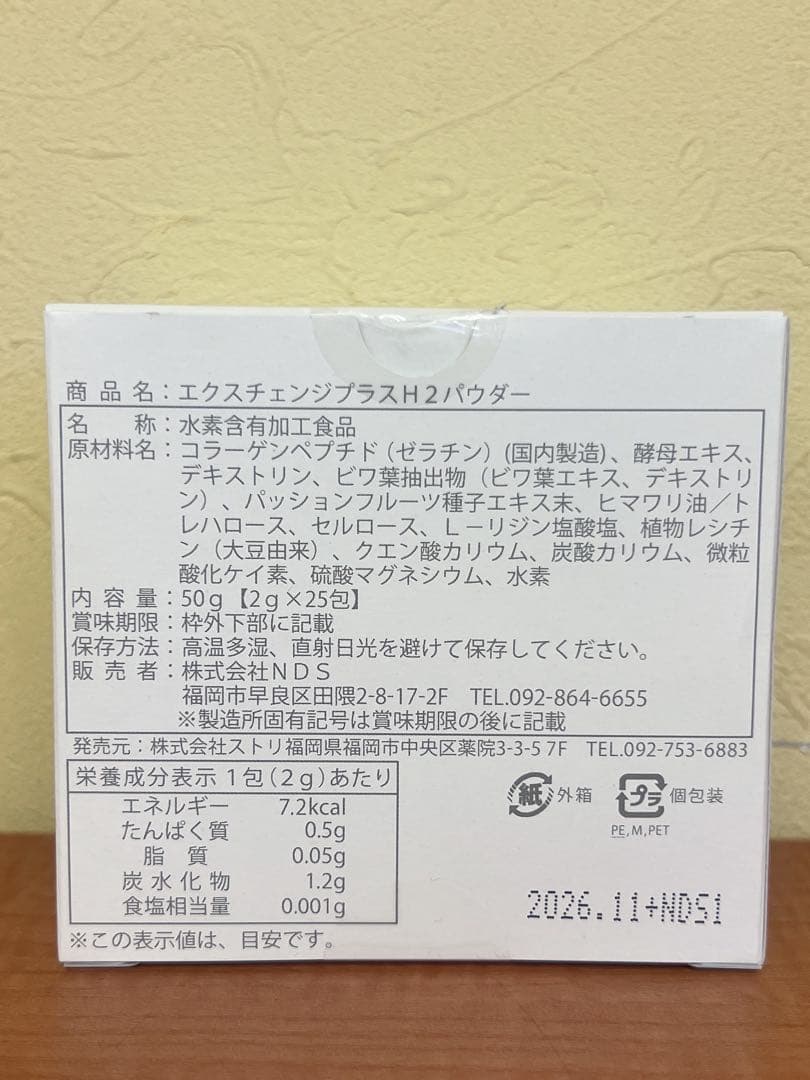 商品名：エクスチェンジプラスH2パウダー
名　　称：水素含有加工食品
原材料名：コラーゲンペプチド（ゼラチン）(国内製造)、酵母エキス、
デキストリン、ビワ葉抽出物（ビワ葉エキス、デキストリ
ン）、パッションフルーツ種子エキス末、ヒマワリ油／ト
レハロース、セルロース、L－リジン塩酸塩、植物レシチ
ン（大豆由来）、クエン酸カリウム、炭酸カリウム、微粒
酸化ケイ素、硫酸マグネシウム、水素
内容量：50g【2g×25包】
賞味期限：枠外下部に記載
保存方法：高温多湿、直射日光を避けて保存してください。
販売者：株式会社NDS
福岡市早良区田隈2-8-17-2F　TEL.092-864-6655
※製造所固有記号は賞味期限の後に記載
発売元：株式会社ストリ福岡県福岡市中央区薬院3-3-5 7F　TEL.092-753-6883
栄養成分表示 1包(2g)あたり
エネルギー　7.2kcal
たんぱく質　0.5g
脂　質　0.05g
炭水化物　1.2g
食塩相当量　0.001g
※この表示値は、目安です。
紙 外箱
プラ 個包装
PE,M,PET
2026.11+NDS1